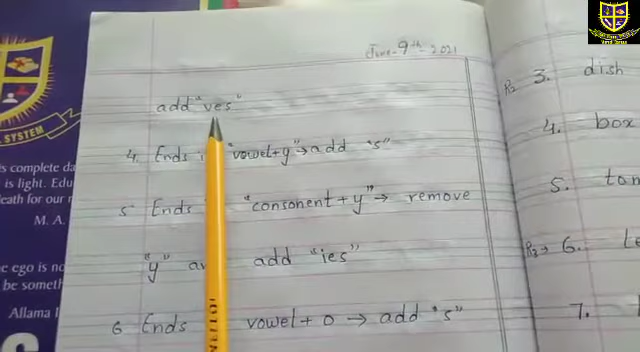 June 9th - 2021
add "ves"
4. Ends "vowel+y" → add "s"
5 Ends "consonent + y" → remove
"y" add "ies"
6 Ends vowel + o → add "s"
R2 3. dish
4. box
5.
R3 → 6.
7.
SYSTEM
is complete da
is light. Edu
eath for our
M. A.
e ego is no
be someth
Allama I